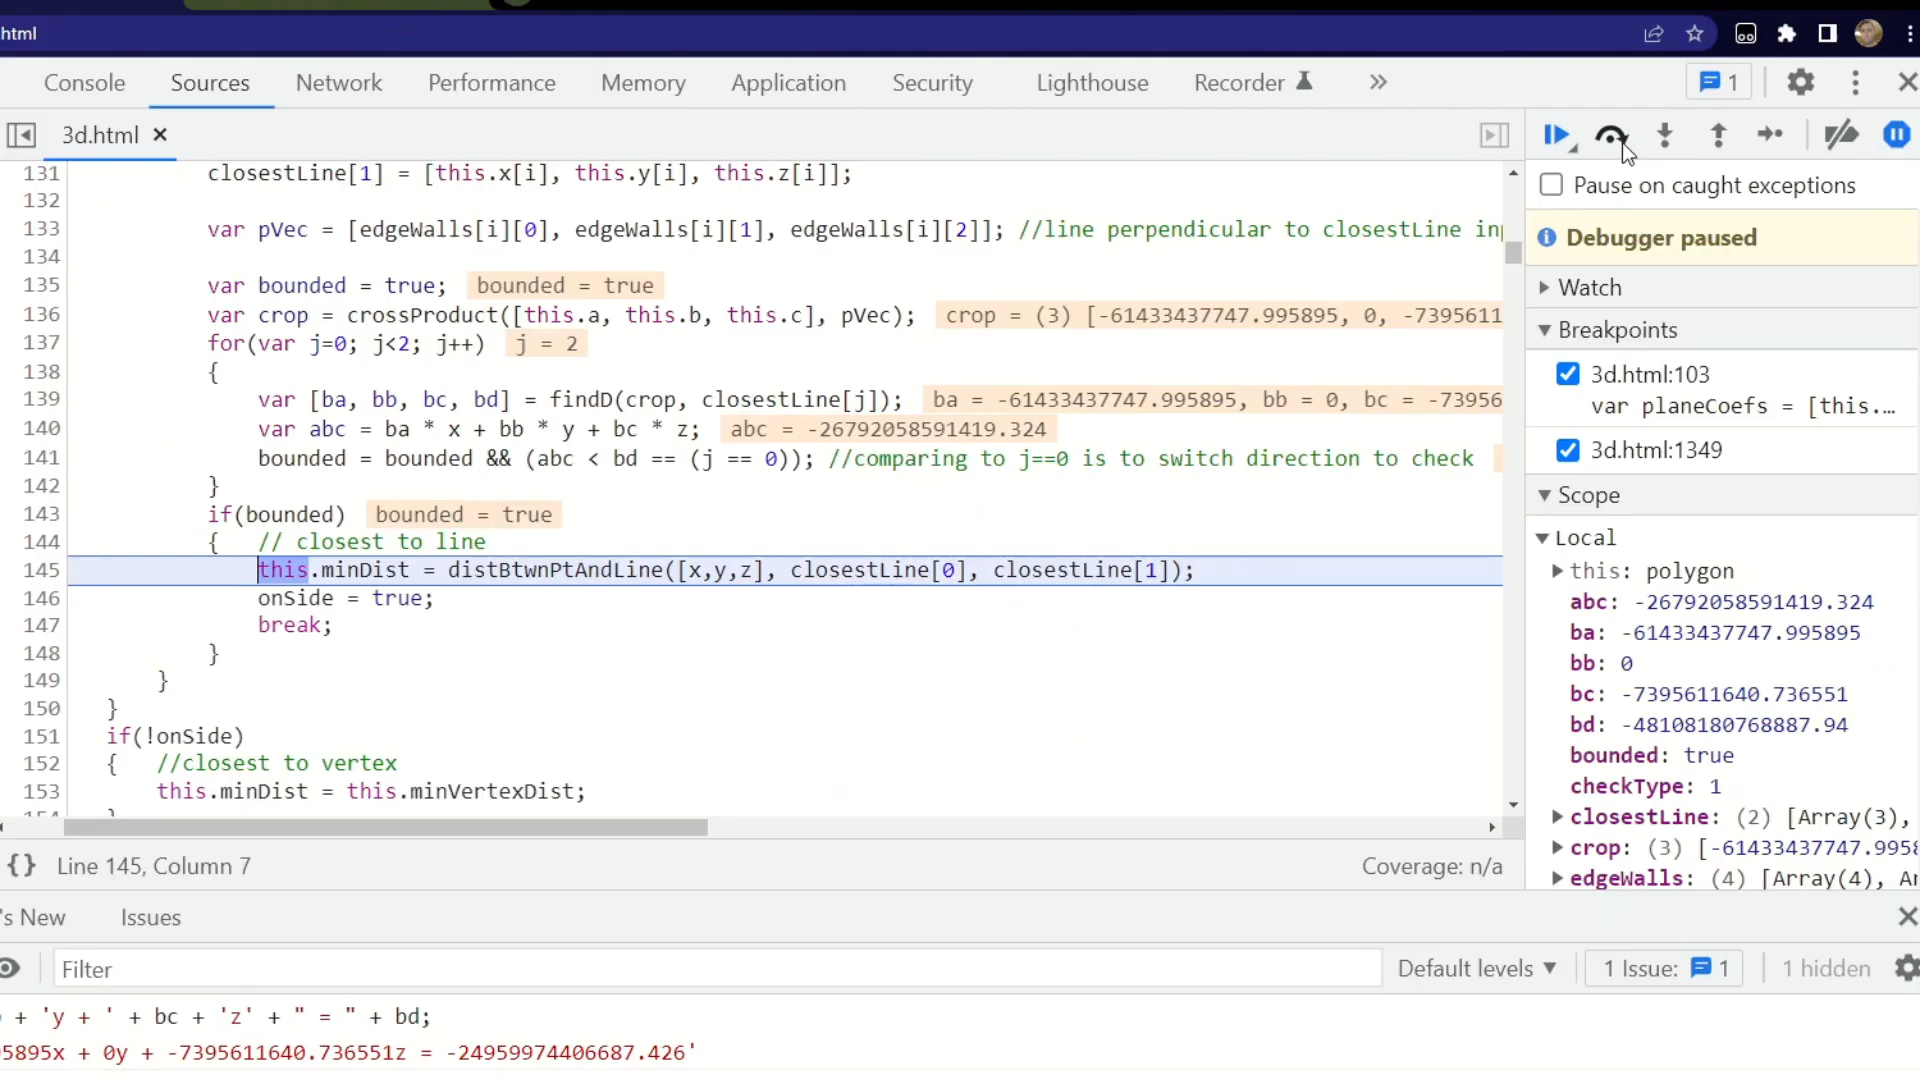 html
Console Sources Network Performance Memory Application Security Lighthouse Recorder 1
3d.html
131 closestLine[1] = [this.x[i], this.y[i], this.z[i]];
132
133 var pVec = [edgeWalls[i][0], edgeWalls[i][1], edgeWalls[i][2]]; //line perpendicular to closestLine in
134
135 var bounded = true; bounded = true
136 var crop = crossProduct([this.a, this.b, this.c], pVec); crop = (3) [-61433437747.995895, 0, -7395611
137 for(var j=0; j<2; j++) j = 2
138 {
139 var [ba, bb, bc, bd] = findD(crop, closestLine[j]); ba = -61433437747.995895, bb = 0, bc = -73956
140 var abc = ba * x + bb * y + bc * z; abc = -26792058591419.324
141 bounded = bounded && (abc < bd == (j == 0)); //comparing to j==0 is to switch direction to check
142 }
143 if(bounded) bounded = true
144 { // closest to line
145 this.minDist = distBtwnPtAndLine([x,y,z], closestLine[0], closestLine[1]);
146 onSide = true;
147 break;
148 }
149 }
150 }
151 if(!onSide)
152 { //closest to vertex
153 this.minDist = this.minVertexDist;
154 }
{} Line 145, Column 7 Coverage: n/a
Pause on caught exceptions
Debugger paused
Watch
Breakpoints
3d.html:103
var planeCoefs = [this.…
3d.html:1349
Scope
Local
this: polygon
abc: -26792058591419.324
ba: -61433437747.995895
bb: 0
bc: -7395611640.736551
bd: -48108180768887.94
bounded: true
checkType: 1
closestLine: (2) [Array(3),
crop: (3) [-61433437747.995
edgeWalls: (4) [Array(4), Ar
's New Issues
Filter Default levels 1 Issue: 1 1 hidden
+ 'y + ' + bc + 'z' + " = " + bd;
95895x + 0y + -7395611640.736551z = -24959974406687.426'